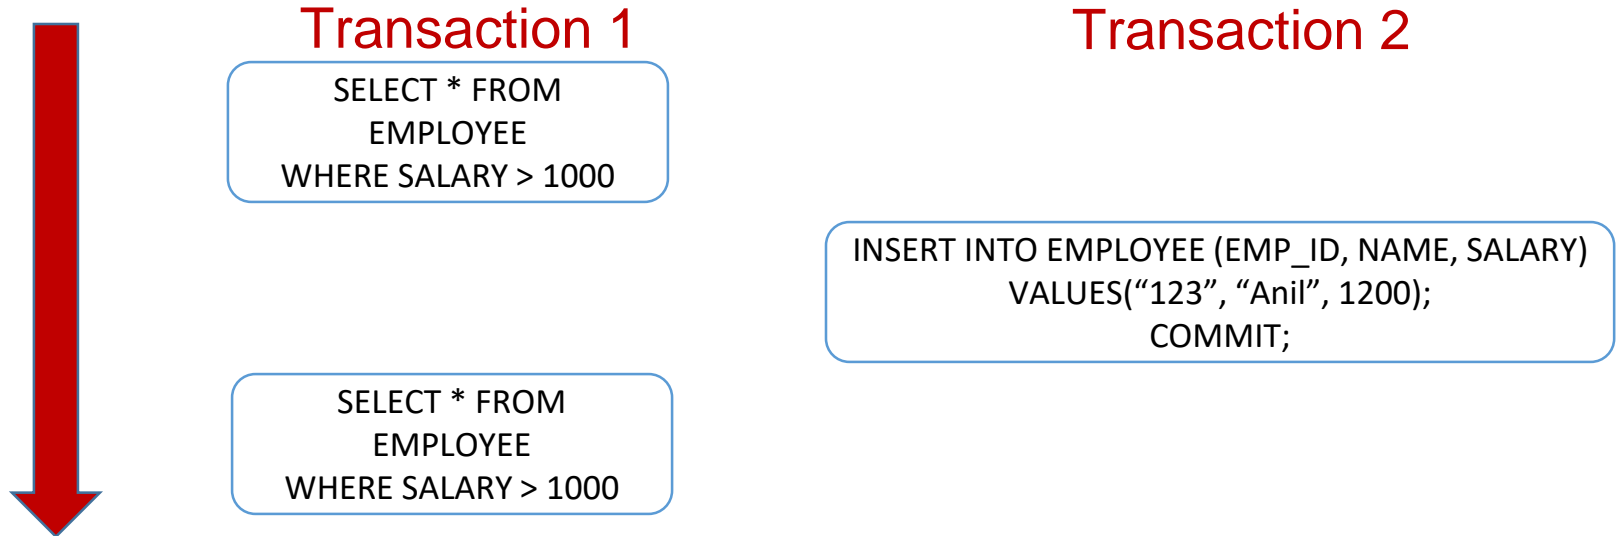 Transaction 1
Transaction 2
SELECT * FROM
EMPLOYEE
WHERE SALARY > 1000
INSERT INTO EMPLOYEE (EMP_ID, NAME, SALARY)
VALUES(“123”, “Anil”, 1200);
COMMIT;
SELECT * FROM
EMPLOYEE
WHERE SALARY > 1000